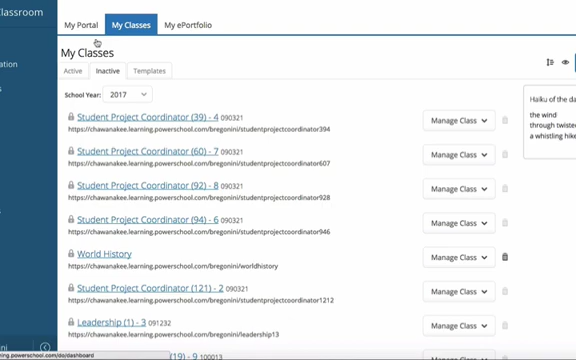 Classroom
My Portal
My Classes
My ePortfolio
My Classes
Active
Inactive
Templates
School Year:
2017
Student Project Coordinator (39) - 4 090321
Manage Class
https://chawanakee.learning.powerschool.com/bregonini/studentprojectcoordinator394
Student Project Coordinator (60) - 7 090321
Manage Class
https://chawanakee.learning.powerschool.com/bregonini/studentprojectcoordinator607
Student Project Coordinator (92) - 8 090321
Manage Class
https://chawanakee.learning.powerschool.com/bregonini/studentprojectcoordinator928
Student Project Coordinator (94) - 6 090321
Manage Class
https://chawanakee.learning.powerschool.com/bregonini/studentprojectcoordinator946
World History
Manage Class
https://chawanakee.learning.powerschool.com/bregonini/worldhistory
Student Project Coordinator (121) - 2 090321
Manage Class
https://chawanakee.learning.powerschool.com/bregonini/studentprojectcoordinator1212
Leadership (1) - 3 091232
Manage Class
https://chawanakee.learning.powerschool.com/bregonini/leadership13
(19) - 9 100013
Haiku of the da
the wind
through twiste
a whistling hike
ation
s
s
ni
ning.powerschool.com/do/dashboard